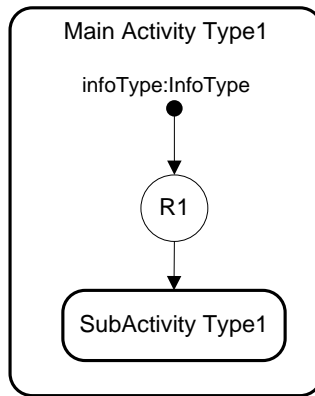 Main Activity Type1
infoType:InfoType
R1
SubActivity Type1